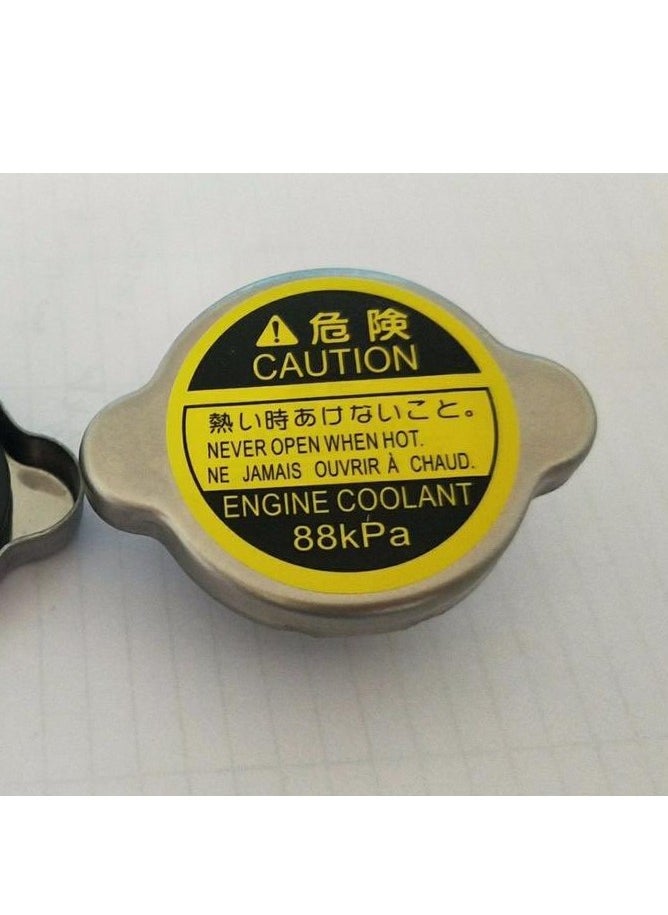 危険
CAUTION
熱い時あけないこと。
NEVER OPEN WHEN HOT.
NE JAMAIS OUVRIR À CHAUD.
ENGINE COOLANT
88kPa